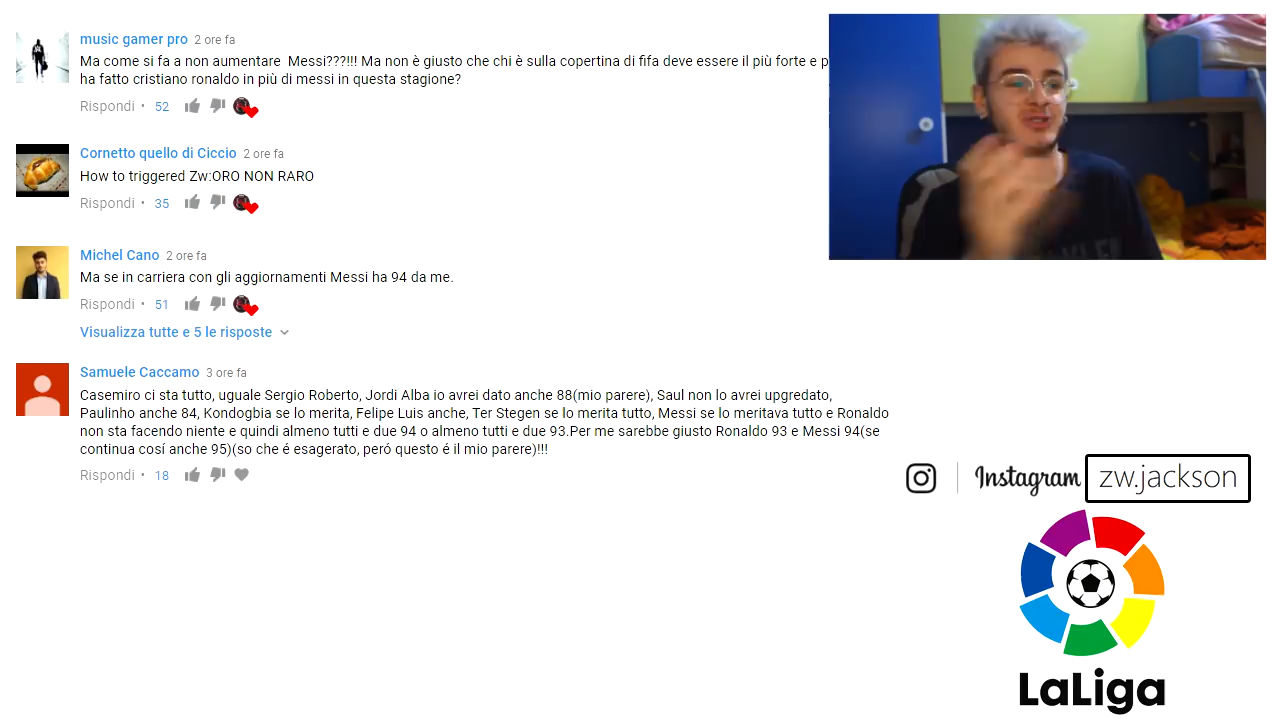 music gamer pro 2 ore fa
Ma come si fa a non aumentare  Messi???!!! Ma non è giusto che chi è sulla copertina di fifa deve essere il più forte e p
ha fatto cristiano ronaldo in più di messi in questa stagione?
Rispondi • 52
Cornetto quello di Ciccio 2 ore fa
How to triggered Zw:ORO NON RARO
Rispondi • 35
Michel Cano 2 ore fa
Ma se in carriera con gli aggiornamenti Messi ha 94 da me.
Rispondi • 51
Visualizza tutte e 5 le risposte
Samuele Caccamo 3 ore fa
Casemiro ci sta tutto, uguale Sergio Roberto, Jordi Alba io avrei dato anche 88(mio parere), Saul non lo avrei upgredato,
Paulinho anche 84, Kondogbia se lo merita, Felipe Luis anche, Ter Stegen se lo merita tutto, Messi se lo meritava tutto e Ronaldo
non sta facendo niente e quindi almeno tutti e due 94 o almeno tutti e due 93.Per me sarebbe giusto Ronaldo 93 e Messi 94(se
continua cosí anche 95)(so che é esagerato, peró questo é il mio parere)!!!
Rispondi • 18
Instagram zw.jackson
LaLiga